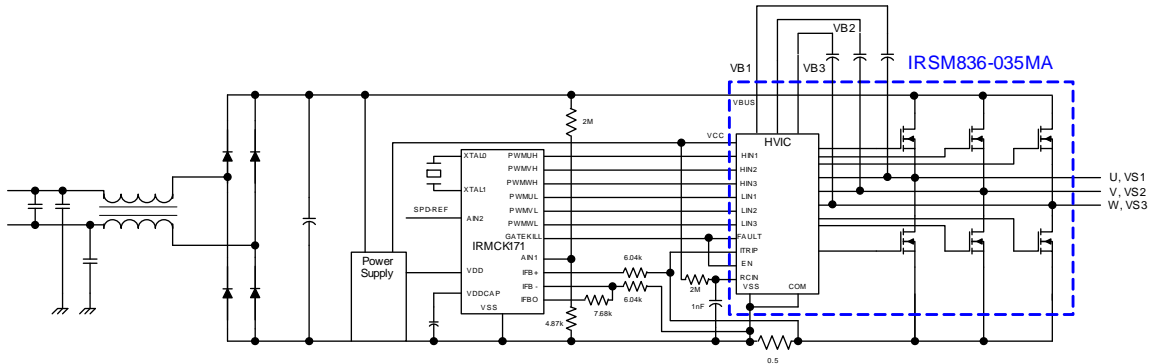 VB2
VB1
VB3
IRSM836-035MA
VBUS
2M
VCC
HVIC
XTAL0
PWMUH
HIN1
PWMVH
HIN2
XTAL1
PWMWH
HIN3
PWMUL
LIN1
SPD-REF
AIN2
PWMVL
LIN2
PWMWL
LIN3
GATEKILL
FAULT
IRMCK171
ITRIP
AIN1
EN
U, VS1
V, VS2
W, VS3
Power
Supply
VDD
IFB+
6.04k
RCIN
IFB -
6.04k
2M
VSS
COM
VDDCAP
IFBO
7.68k
1nF
VSS
4.87k
0.5